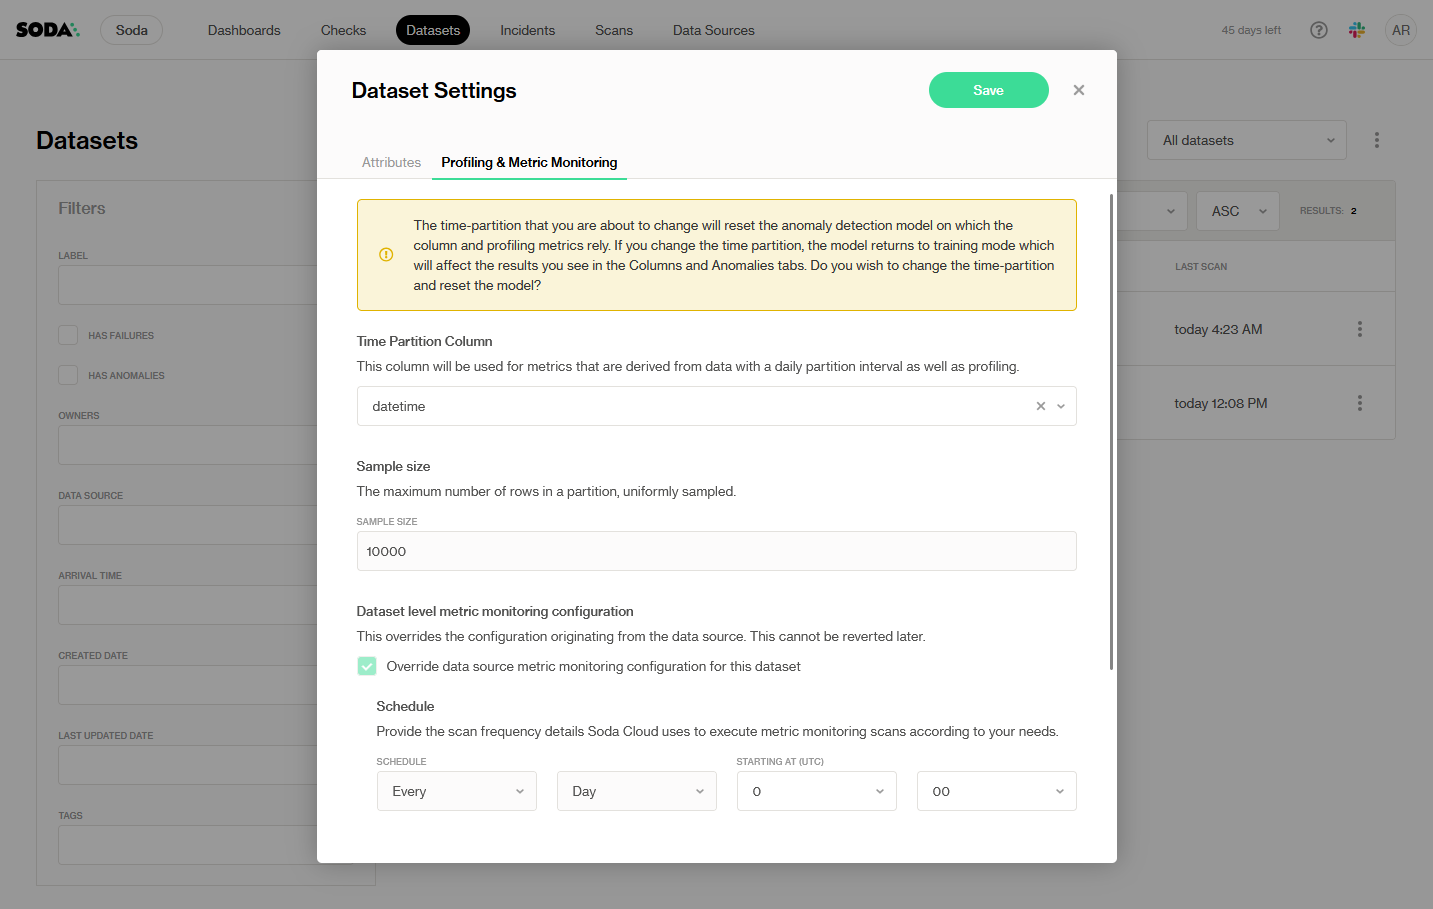 SODA
Soda
Dashboards
Checks
Datasets
Incidents
Scans
Data Sources
45 days left
AR
Dataset Settings
Save
Datasets
All datasets
Attributes
Profiling & Metric Monitoring
Filters
ASC
RESULTS: 2
The time-partition that you are about to change will reset the anomaly detection model on which the
column and profiling metrics rely. If you change the time partition, the model returns to training mode which
will affect the results you see in the Columns and Anomalies tabs. Do you wish to change the time-partition
and reset the model?
LABEL
LAST SCAN
HAS FAILURES
today 4:23 AM
Time Partition Column
This column will be used for metrics that are derived from data with a daily partition interval as well as profiling.
HAS ANOMALIES
datetime
today 12:08 PM
OWNERS
Sample size
The maximum number of rows in a partition, uniformly sampled.
DATA SOURCE
SAMPLE SIZE
10000
ARRIVAL TIME
Dataset level metric monitoring configuration
This overrides the configuration originating from the data source. This cannot be reverted later.
CREATED DATE
Override data source metric monitoring configuration for this dataset
Schedule
Provide the scan frequency details Soda Cloud uses to execute metric monitoring scans according to your needs.
LAST UPDATED DATE
SCHEDULE
STARTING AT (UTC)
Every
Day
0
00
TAGS